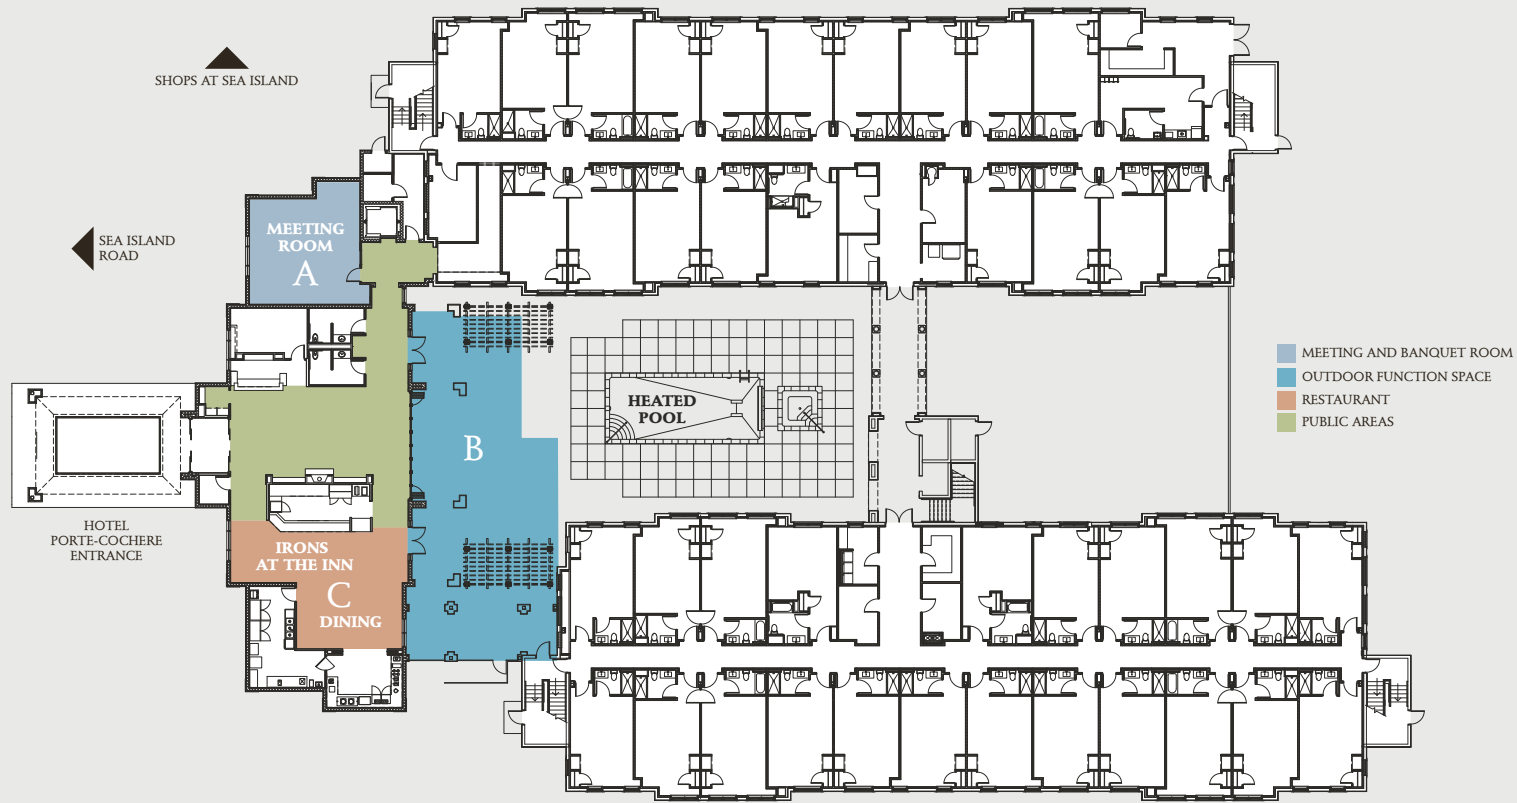 SHOPS AT SEA ISLAND
SEA ISLAND
ROAD
MEETING
ROOM
A
B
HEATED
POOL
MEETING AND BANQUET ROOM
OUTDOOR FUNCTION SPACE
RESTAURANT
PUBLIC AREAS
HOTEL
PORTE-COCHERE
ENTRANCE
IRONS
AT THE INN
C
DINING